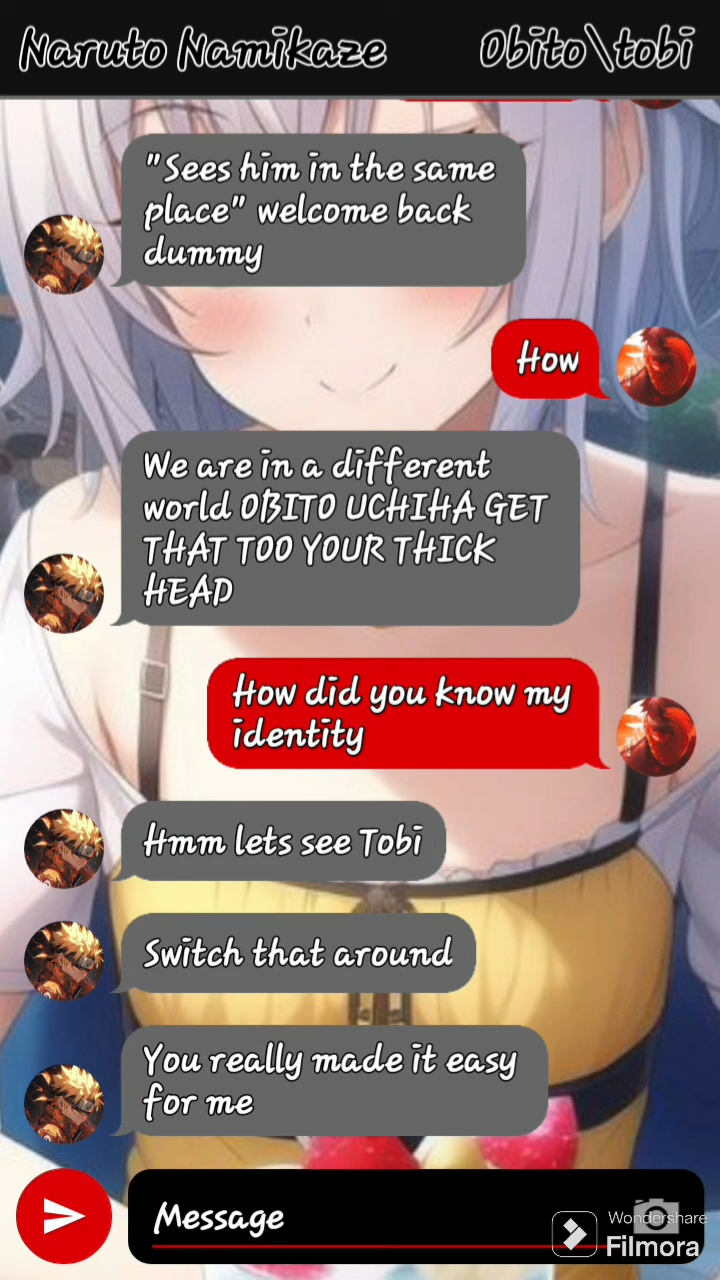 Naruto Namikaze Obito\tobi
"Sees him in the same
place" welcome back
dummy
How
We are in a different
world OBITO UCHIHA GET
THAT TOO YOUR THICK
HEAD
How did you know my
identity
Hmm lets see Tobi
Switch that around
You really made it easy
for me
Message
Wondershare
Filmora